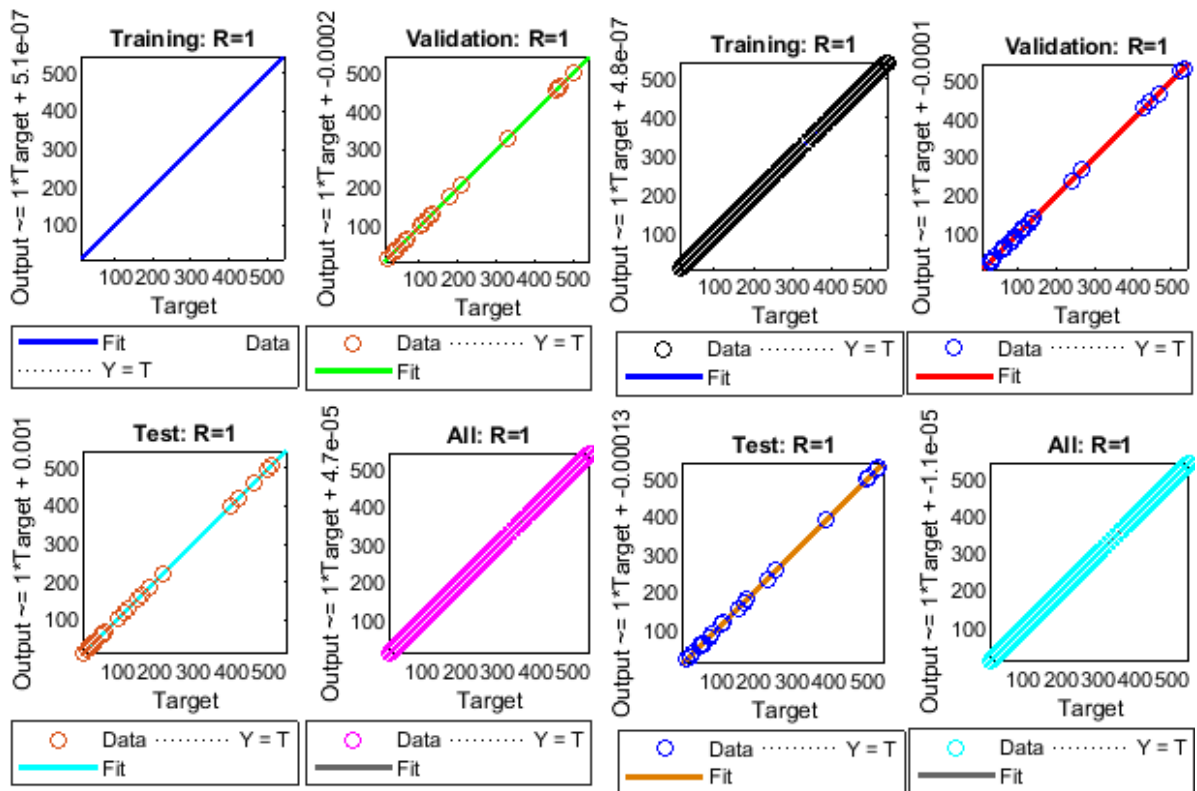 Training: R=1
Output ~= 1*Target + 5.1e-07
500
400
300
200
100
100 200 300 400 500
Target
Fit Data
Y = T
Validation: R=1
Output ~= 1*Target + -0.0002
500
400
300
200
100
100 200 300 400 500
Target
Data Y = T
Fit
Training: R=1
Output ~= 1*Target + 4.8e-07
500
400
300
200
100
100 200 300 400 500
Target
Data Y = T
Fit
Validation: R=1
Output ~= 1*Target + -0.0001
500
400
300
200
100
100 200 300 400 500
Target
Data Y = T
Fit
Test: R=1
Output ~= 1*Target + 0.001
500
400
300
200
100
100 200 300 400 500
Target
Data Y = T
Fit
All: R=1
Output ~= 1*Target + 4.7e-05
500
400
300
200
100
100 200 300 400 500
Target
Data Y = T
Fit
Test: R=1
Output ~= 1*Target + -0.00013
500
400
300
200
100
100 200 300 400 500
Target
Data Y = T
Fit
All: R=1
Output ~= 1*Target + -1.1e-05
500
400
300
200
100
100 200 300 400 500
Target
Data Y = T
Fit